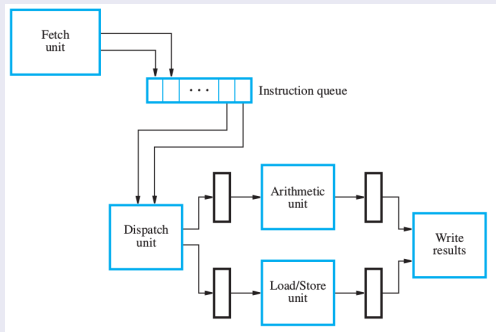 Fetch
unit
. . .
Instruction queue
Dispatch
unit
Arithmetic
unit
Load/Store
unit
Write
results